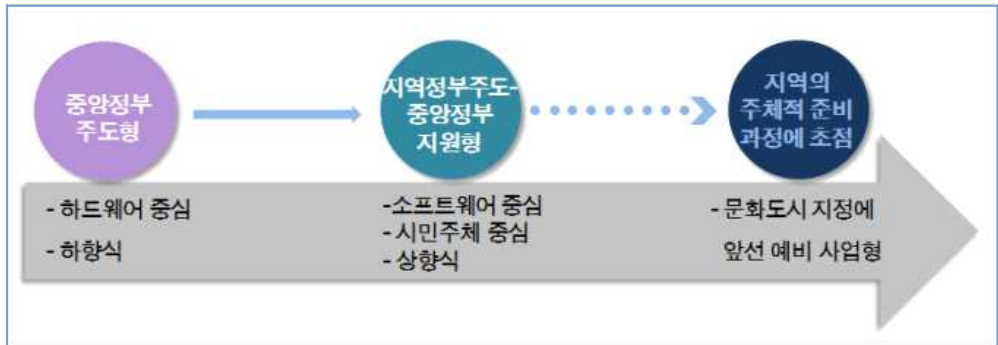 중앙정부
주도형
지역정부주도-
중앙정부
지원형
지역의
주체적 준비
과정에 초점
- 하드웨어 중심
- 하향식
-소프트웨어 중심
- 시민주체 중심
- 상향식
- 문화도시 지정에
앞선 예비 사업형